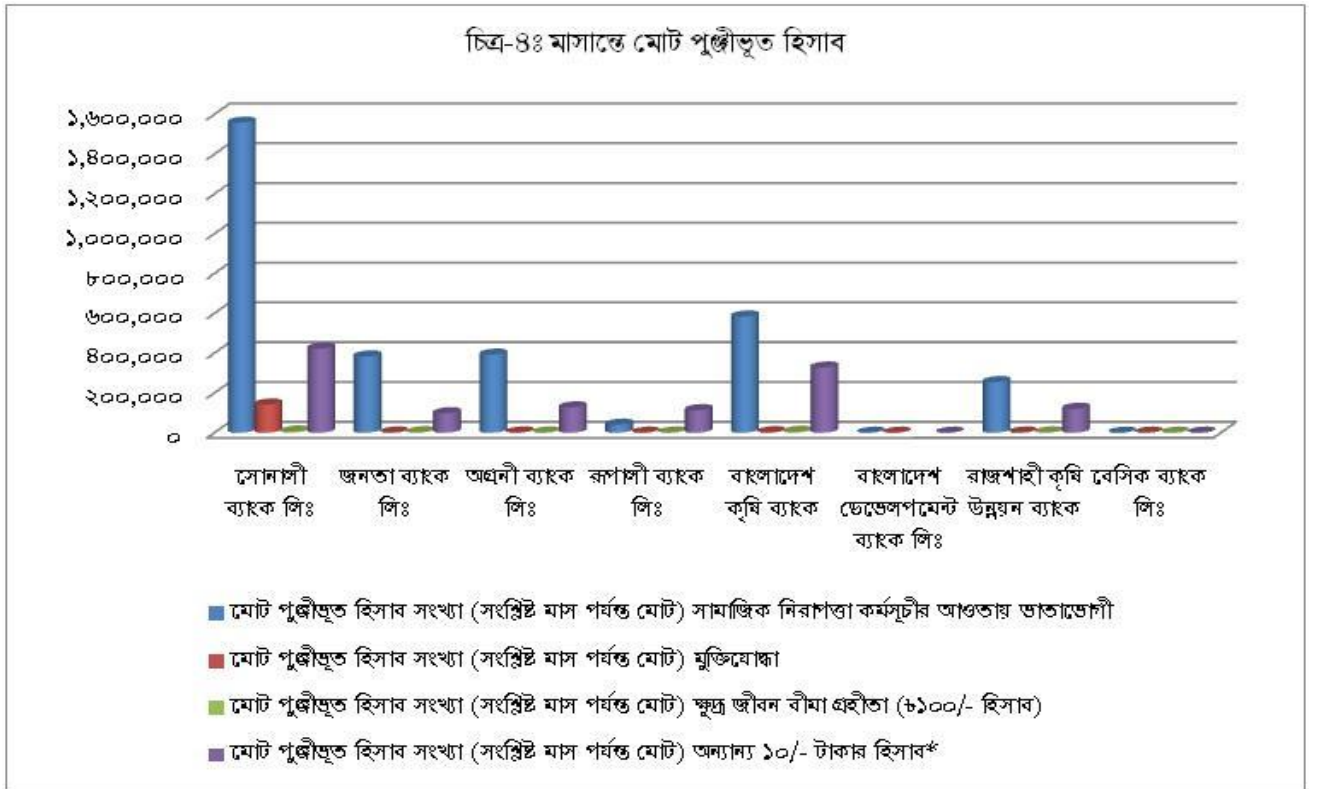 চিত্র-৪ঃ মাসান্তে মোট পুঞ্জীভূত হিসাব
১,৬০০,০০০
১,৪০০,০০০
১,২০০,০০০
১,০০০,০০০
৮০০,০০০
৬০০,০০০
৪০০,০০০
২০০,০০০
০
সোনালী ব্যাংক লিঃ
জনতা ব্যাংক লিঃ
অগ্রনী ব্যাংক লিঃ
রূপালী ব্যাংক লিঃ
বাংলাদেশ কৃষি ব্যাংক
বাংলাদেশ ডেভেলপমেন্ট ব্যাংক লিঃ
রাজশাহী কৃষি উন্নয়ন ব্যাংক
বেসিক ব্যাংক লিঃ
মোট পুঞ্জীভূত হিসাব সংখ্যা (সংশ্লিষ্ট মাস পর্যন্ত মোট) সামাজিক নিরাপত্তা কর্মসূচীর আওতায় ভাতাভোগী
মোট পুঞ্জীভূত হিসাব সংখ্যা (সংশ্লিষ্ট মাস পর্যন্ত মোট) মুক্তিযোদ্ধা
মোট পুঞ্জীভূত হিসাব সংখ্যা (সংশ্লিষ্ট মাস পর্যন্ত মোট) ক্ষুদ্র জীবন বীমা গ্রহীতা (৳১০০/- হিসাব)
মোট পুঞ্জীভূত হিসাব সংখ্যা (সংশ্লিষ্ট মাস পর্যন্ত মোট) অন্যান্য ১০/- টাকার হিসাব*